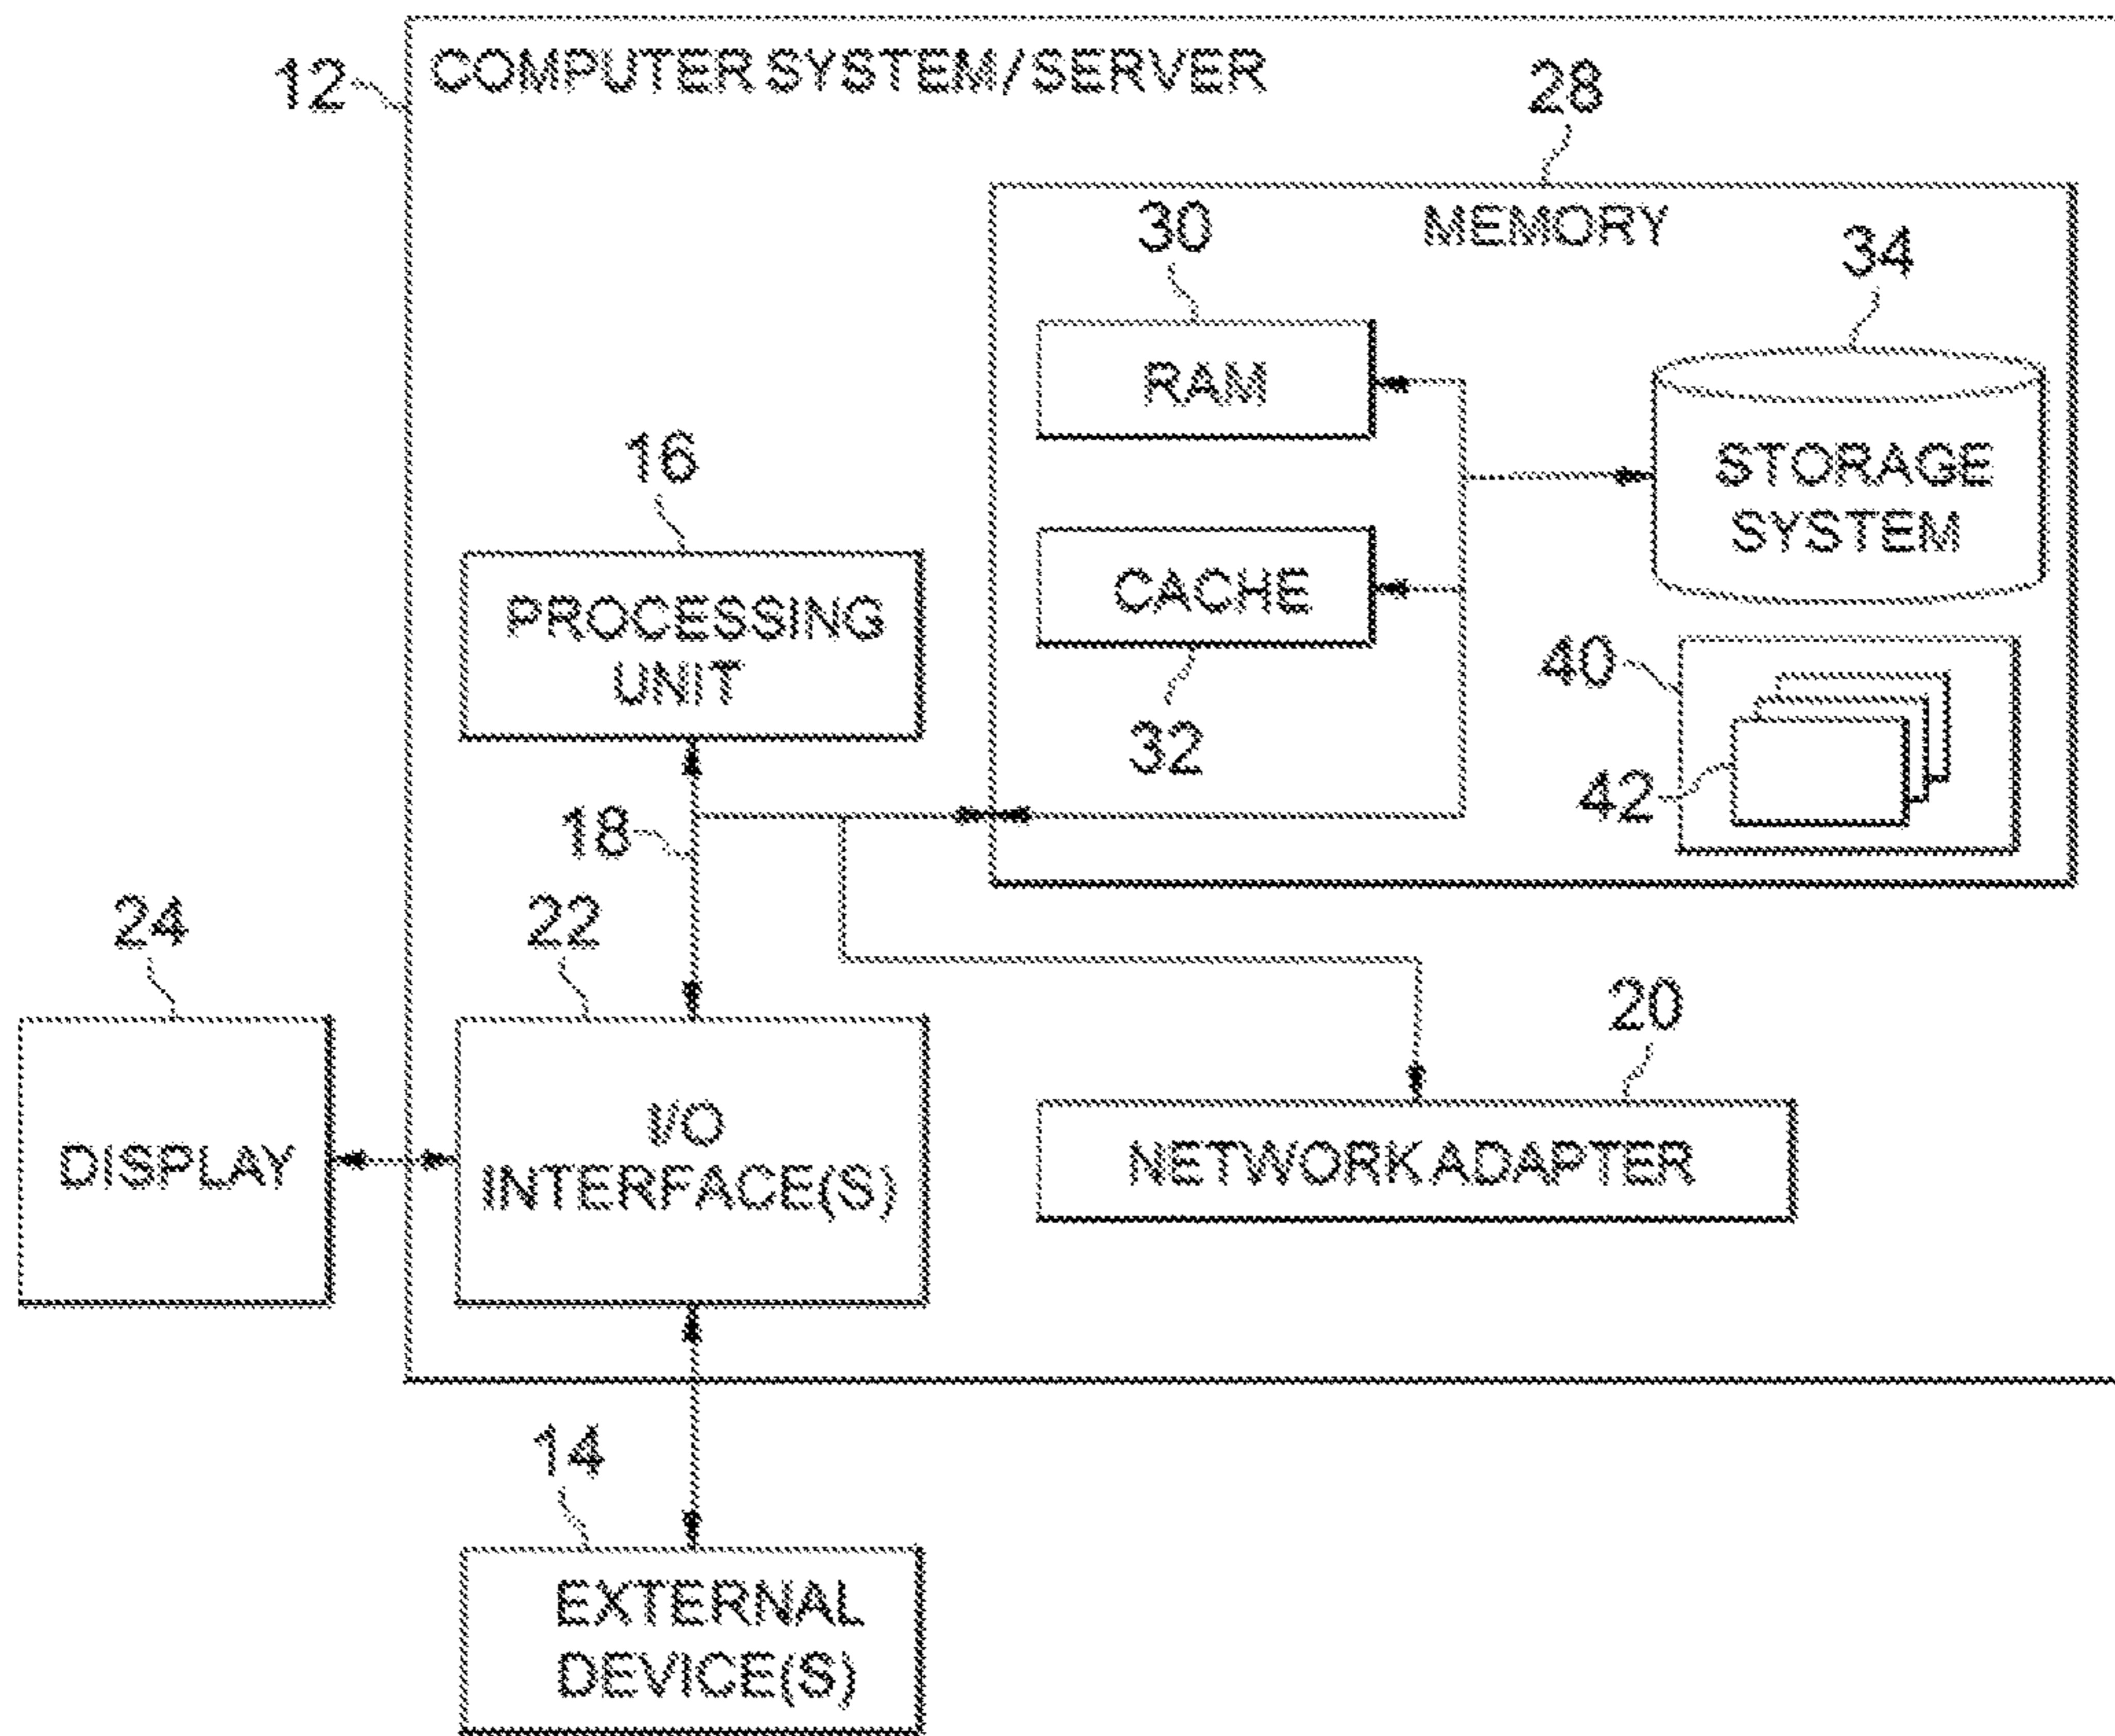 12
COMPUTER SYSTEM / SERVER
28
MEMORY
30
34
RAM
STORAGE
SYSTEM
16
PROCESSING
UNIT
CACHE
32
40
42
18
24
22
20
DISPLAY
I/O
INTERFACE(S)
NETWORK ADAPTER
14
EXTERNAL
DEVICE(S)